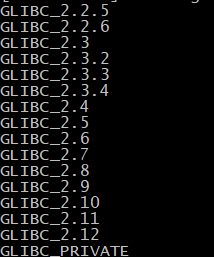 GLIBC_2.2.5
GLIBC_2.2.6
GLIBC_2.3
GLIBC_2.3.2
GLIBC_2.3.3
GLIBC_2.3.4
GLIBC_2.4
GLIBC_2.5
GLIBC_2.6
GLIBC_2.7
GLIBC_2.8
GLIBC_2.9
GLIBC_2.10
GLIBC_2.11
GLIBC_2.12
GLIBC_PRIVATE